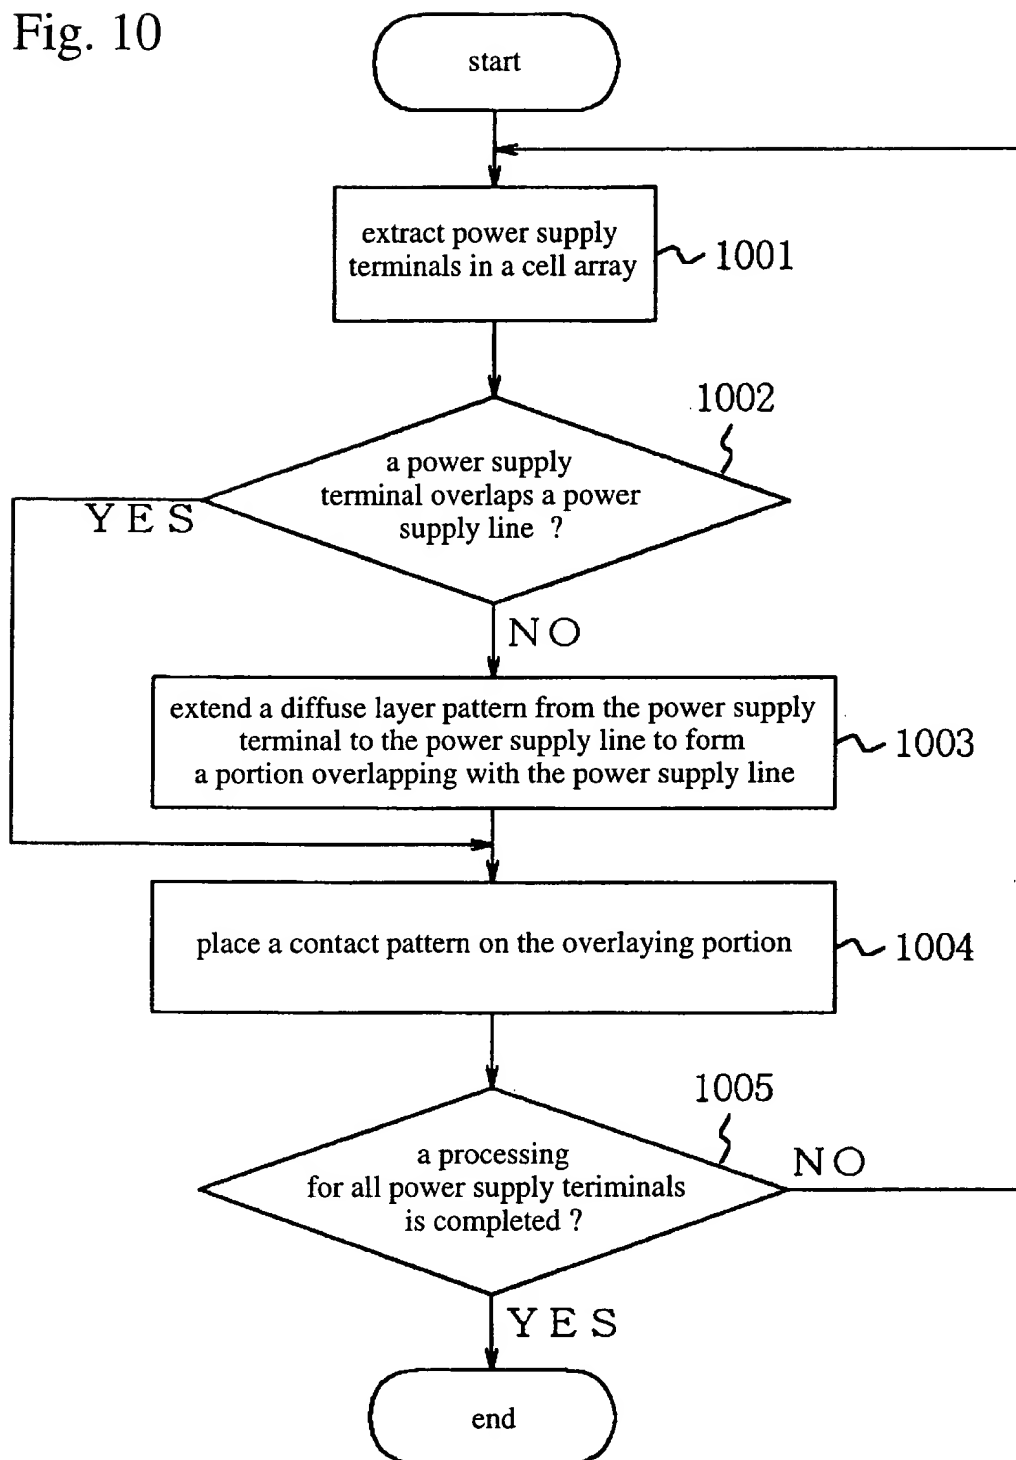 Fig. 10
start
extract power supply
terminals in a cell array
1001
1002
a power supply
terminal overlaps a power
supply line ?
YES
NO
extend a diffuse layer pattern from the power supply
terminal to the power supply line to form
a portion overlapping with the power supply line
1003
place a contact pattern on the overlaying portion
1004
1005
a processing
for all power supply teriminals
is completed ?
NO
YES
end